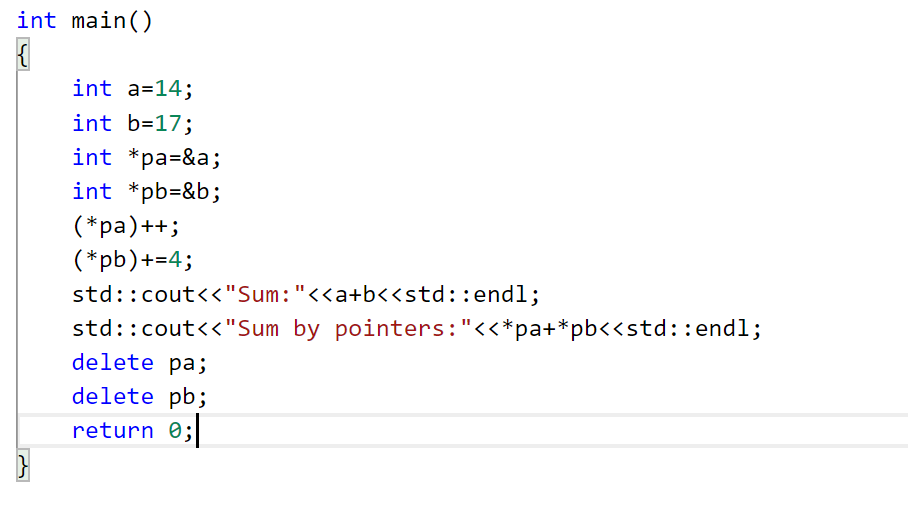 int main()
{
    int a=14;
    int b=17;
    int *pa=&a;
    int *pb=&b;
    (*pa)++;
    (*pb)+=4;
    std::cout<<"Sum:"<<a+b<<std::endl;
    std::cout<<"Sum by pointers:"<<*pa+*pb<<std::endl;
    delete pa;
    delete pb;
    return 0;
}